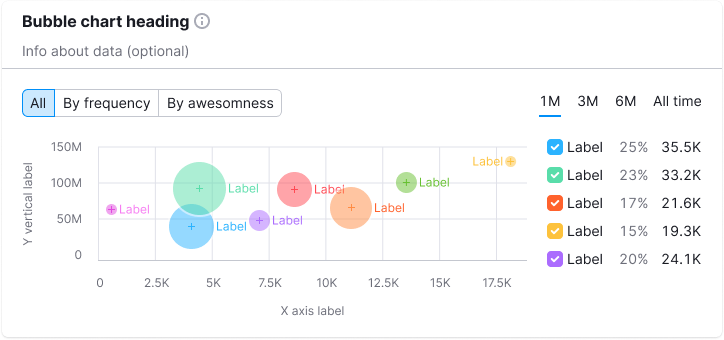 Bubble chart heading
Info about data (optional)
All By frequency By awesomness
1M 3M 6M All time
Y vertical label
150M
100M
50M
0
Label
Label
Label
Label
Label
Label
Label
Label
0 2.5K 5K 7.5K 10K 12.5K 15K 17.5K
X axis label
Label 25% 35.5K
Label 23% 33.2K
Label 17% 21.6K
Label 15% 19.3K
Label 20% 24.1K